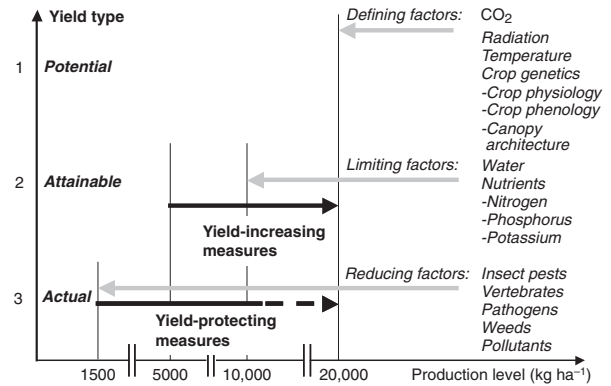 Yield type
Defining factors: CO2
Radiation
1 Potential Temperature
Crop genetics
-Crop physiology
-Crop phenology
-Canopy
architecture
2 Attainable Limiting factors: Water
Nutrients
-Nitrogen
Yield-increasing -Phosphorus
measures -Potassium
3 Actual Reducing factors: Insect pests
Vertebrates
Yield-protecting Pathogens
measures Weeds
Pollutants
1500 5000 10,000 20,000 Production level (kg ha–1)